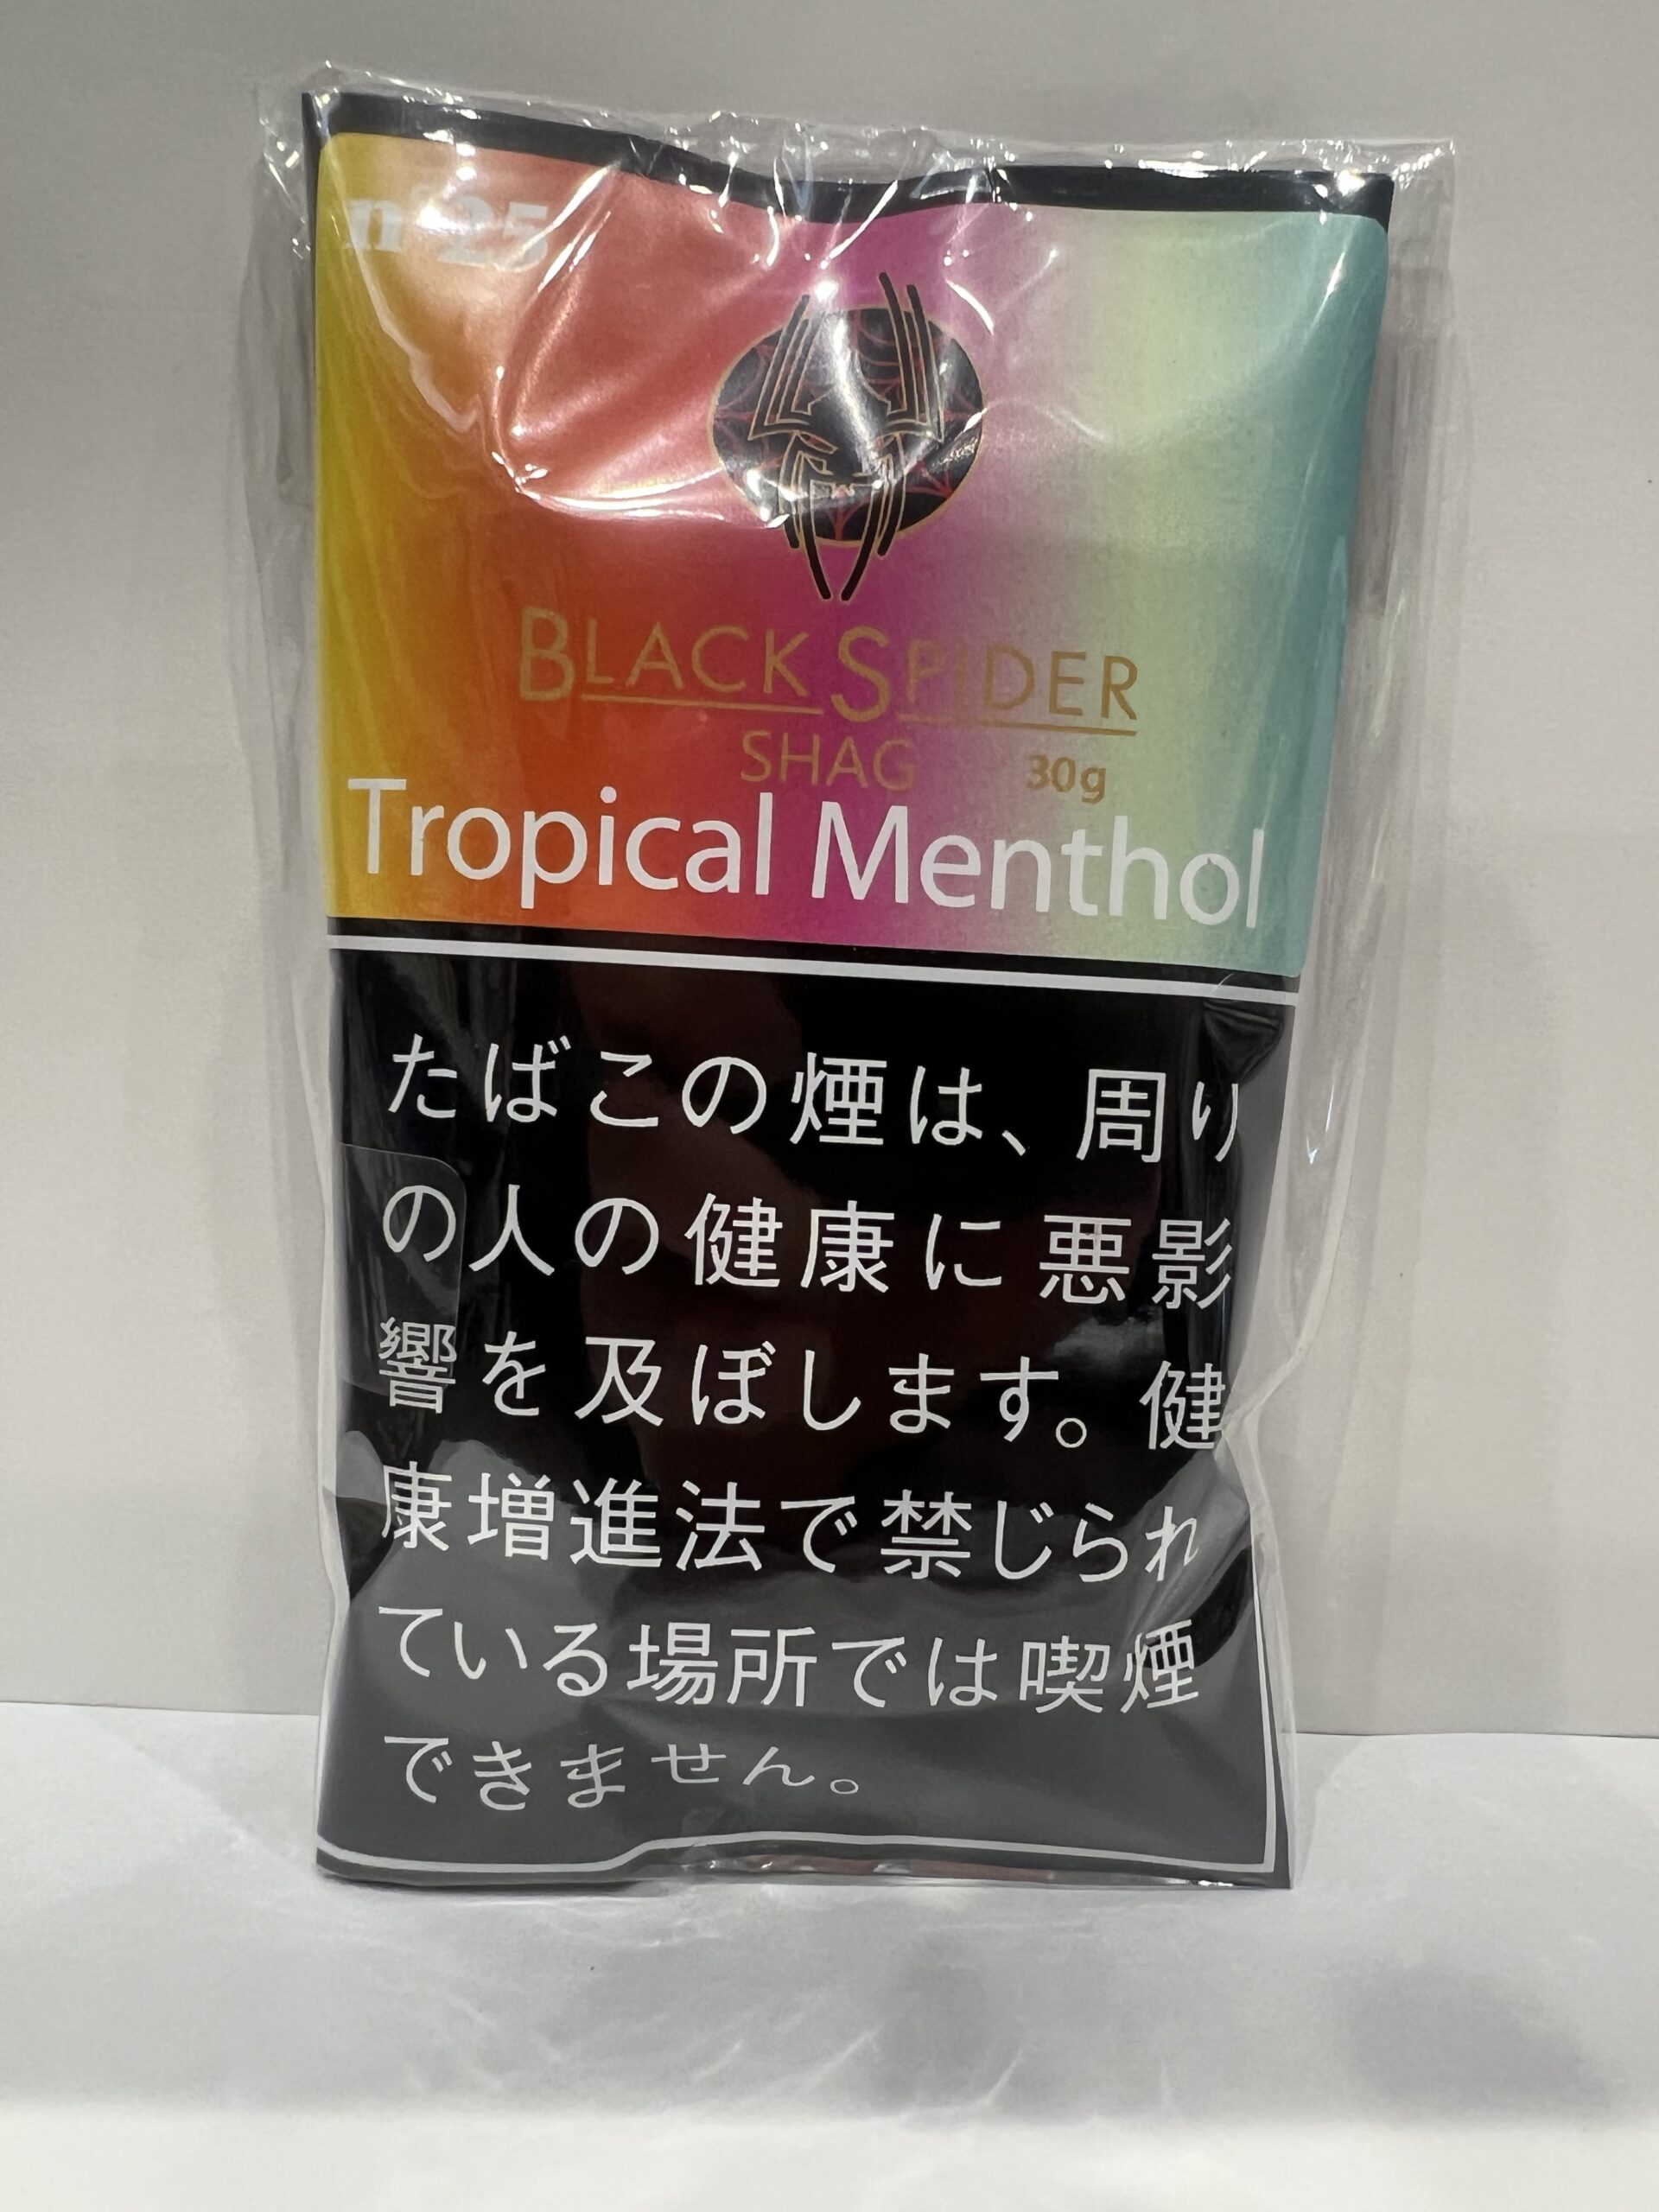 n°25
BLACK SPIDER
SHAG 30g
Tropical Menthol
たばこの煙は、周り
の人の健康に悪影
響を及ぼします。健
康増進法で禁じられ
ている場所では喫煙
できません。